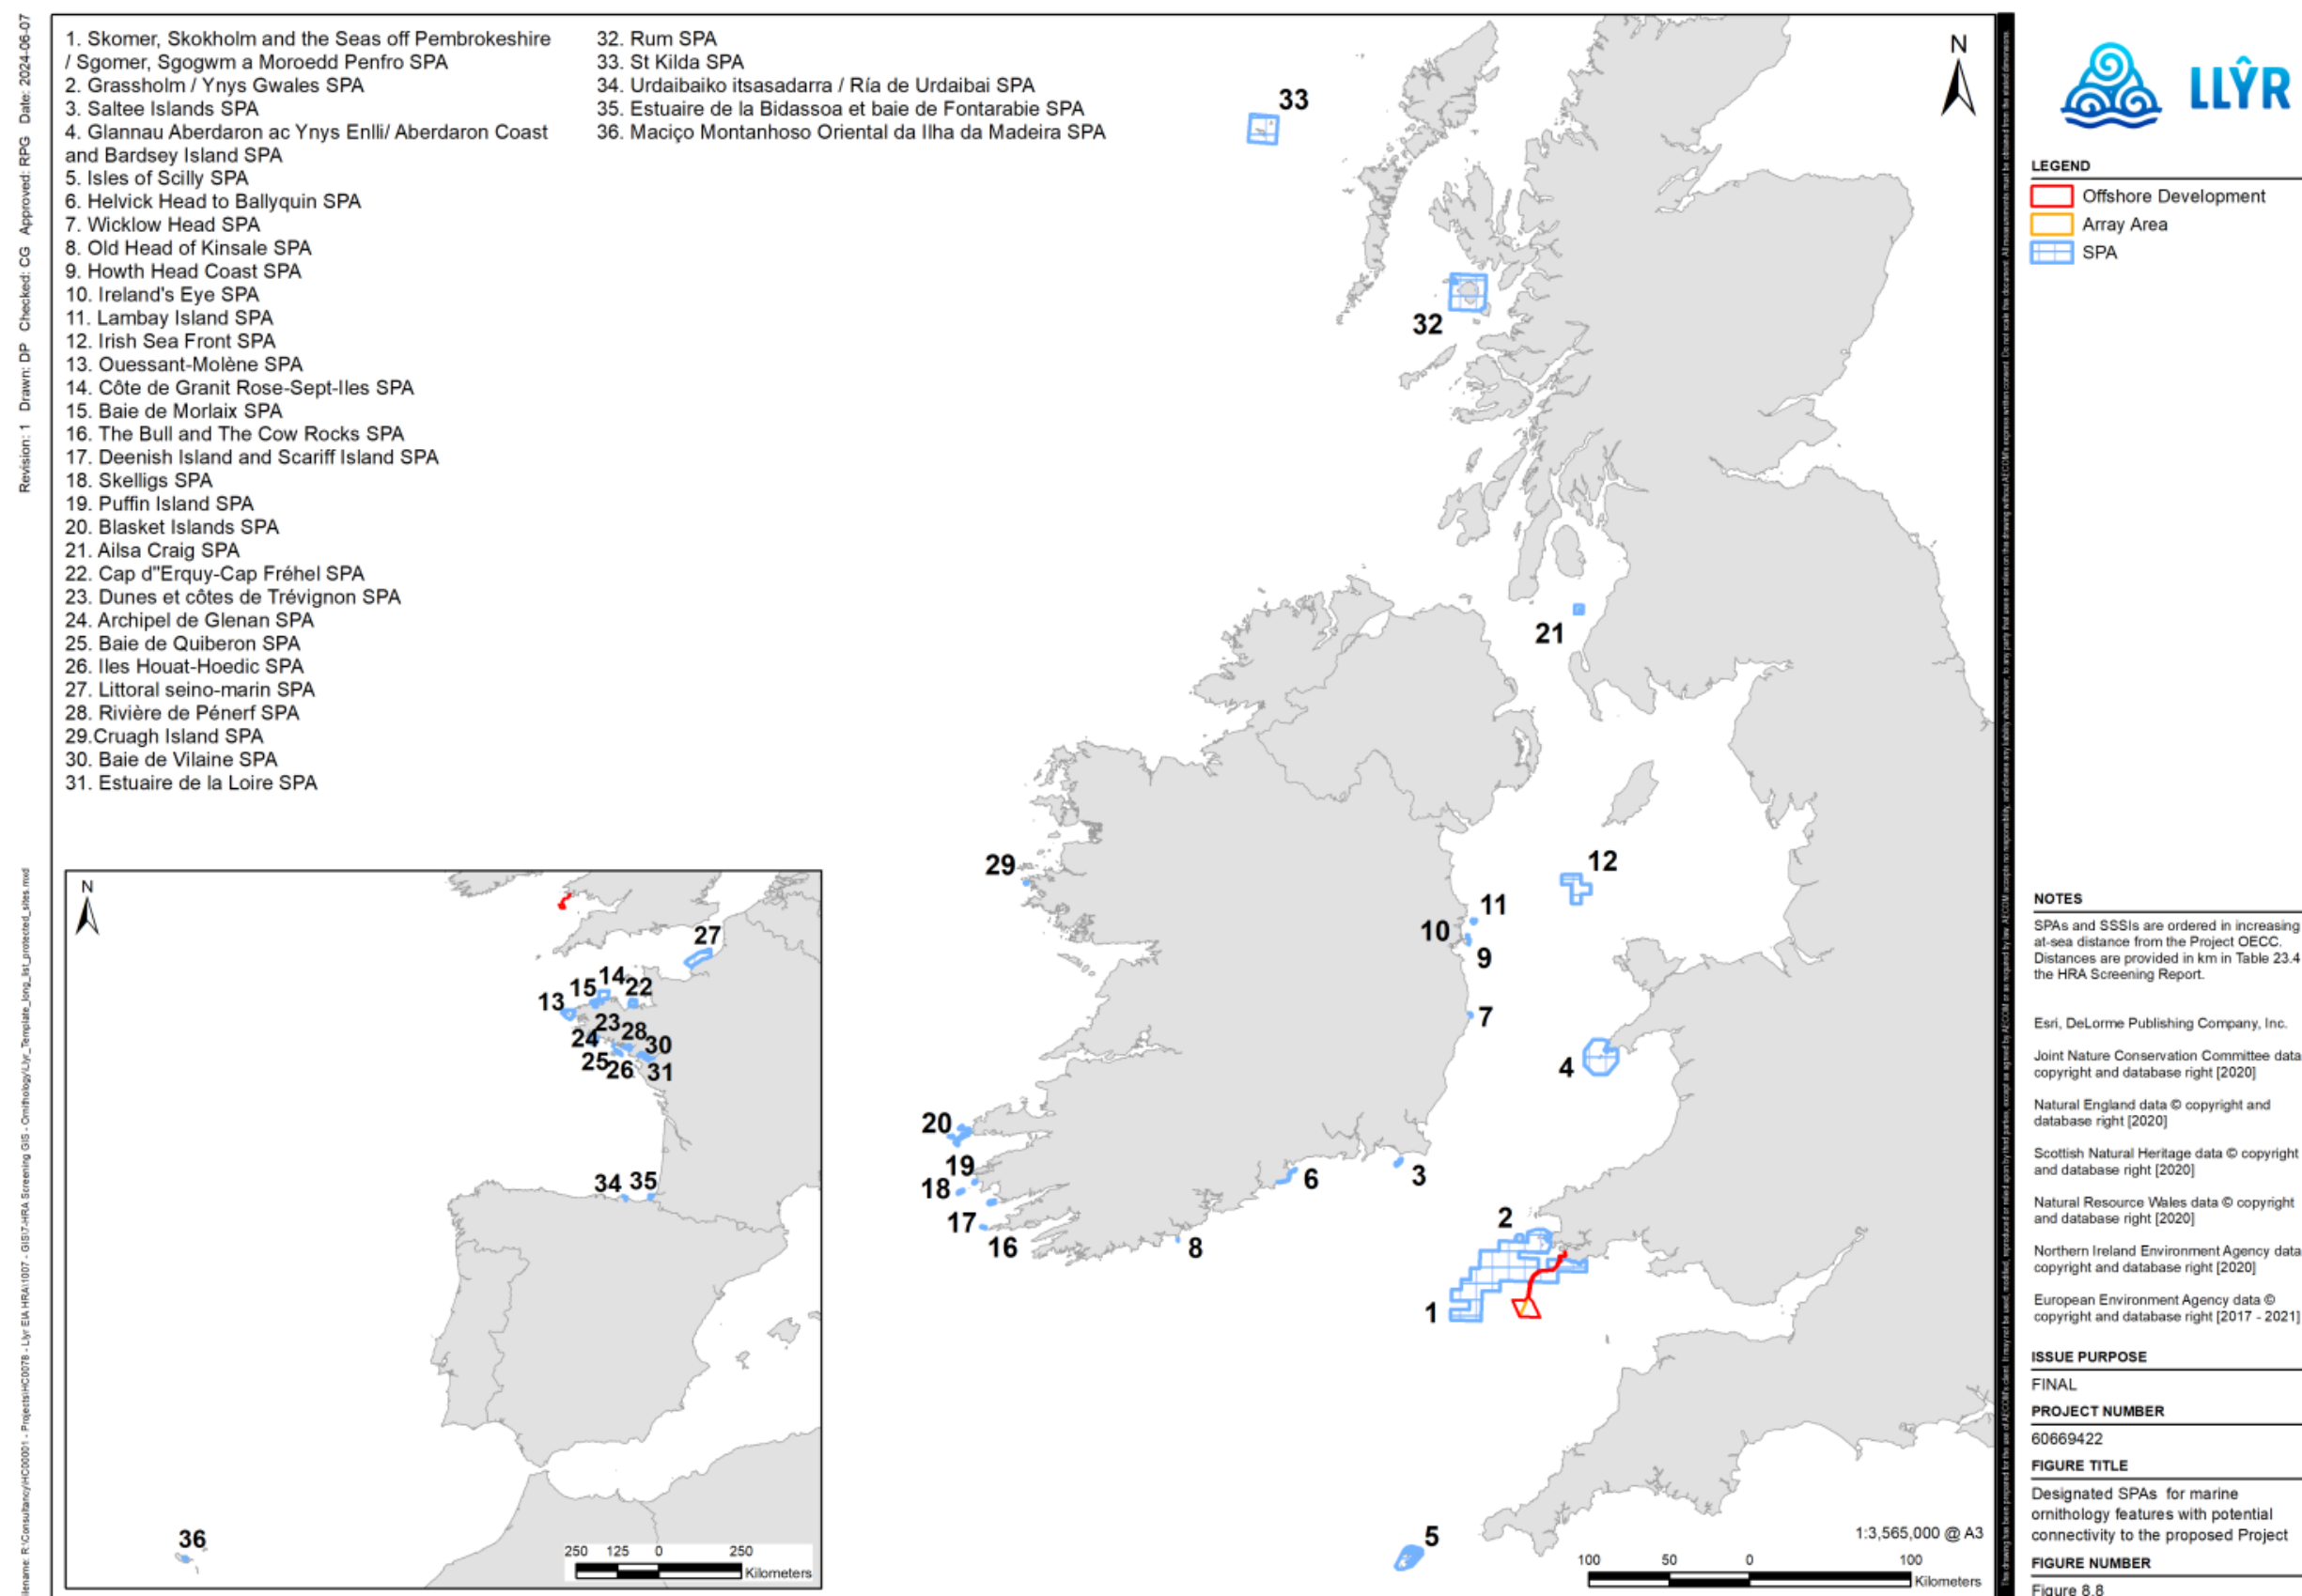 Revision: 1 Drawn: DP Checked: CG Approved: RPG Date: 2024-06-07
1. Skomer, Skokholm and the Seas off Pembrokeshire
/ Sgomer, Sgogwm a Moroedd Penfro SPA
2. Grassholm / Ynys Gwales SPA
3. Saltee Islands SPA
4. Glannau Aberdaron ac Ynys Enlli/ Aberdaron Coast
and Bardsey Island SPA
5. Isles of Scilly SPA
6. Helvick Head to Ballyquin SPA
7. Wicklow Head SPA
8. Old Head of Kinsale SPA
9. Howth Head Coast SPA
10. Ireland's Eye SPA
11. Lambay Island SPA
12. Irish Sea Front SPA
13. Ouessant-Molène SPA
14. Côte de Granit Rose-Sept-Iles SPA
15. Baie de Morlaix SPA
16. The Bull and The Cow Rocks SPA
17. Deenish Island and Scariff Island SPA
18. Skelligs SPA
19. Puffin Island SPA
20. Blasket Islands SPA
21. Ailsa Craig SPA
22. Cap d"Erquy-Cap Fréhel SPA
23. Dunes et côtes de Trévignon SPA
24. Archipel de Glenan SPA
25. Baie de Quiberon SPA
26. Iles Houat-Hoedic SPA
27. Littoral seino-marin SPA
28. Rivière de Pénerf SPA
29.Cruagh Island SPA
30. Baie de Vilaine SPA
31. Estuaire de la Loire SPA
32. Rum SPA
33. St Kilda SPA
34. Urdaibaiko itsasadarra / Ría de Urdaibai SPA
35. Estuaire de la Bidassoa et baie de Fontarabie SPA
36. Maciço Montanhoso Oriental da Ilha da Madeira SPA
N
33
32
21
29
12
11
10
9
7
4
20
19
18
17
16
6
3
8
2
1
5
1:3,565,000 @ A3
100 50 0 100
Kilometers
N
27
14
15
22
13
23
28
24
30
25
26
31
34 35
36
250 125 0 250
Kilometers
LLŶR
LEGEND
Offshore Development
Array Area
SPA
NOTES
SPAs and SSSIs are ordered in increasing
at-sea distance from the Project OECC.
Distances are provided in km in Table 23.4
the HRA Screening Report.
Esri, DeLorme Publishing Company, Inc.
Joint Nature Conservation Committee data
copyright and database right [2020]
Natural England data © copyright and
database right [2020]
Scottish Natural Heritage data © copyright
and database right [2020]
Natural Resource Wales data © copyright
and database right [2020]
Northern Ireland Environment Agency data
copyright and database right [2020]
European Environment Agency data ©
copyright and database right [2017 - 2021]
ISSUE PURPOSE
FINAL
PROJECT NUMBER
60669422
FIGURE TITLE
Designated SPAs for marine
ornithology features with potential
connectivity to the proposed Project
FIGURE NUMBER
Figure 8.8